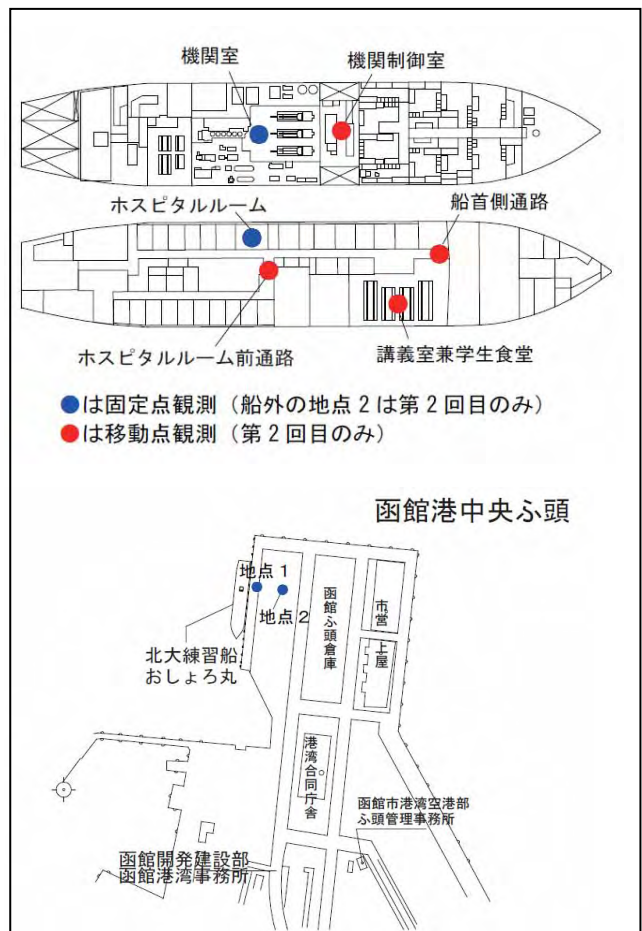 機関室
機関制御室
ホスピタルルーム
船首側通路
ホスピタルルーム前通路
講義室兼学生食堂
●は固定点観測（船外の地点2は第2回目のみ）
●は移動点観測（第2回目のみ）
函館港中央ふ頭
地点1
地点2
北大練習船
おしょろ丸
函館ふ頭倉庫
市営
上屋
港湾合同庁舎
函館市港湾空港部
ふ頭管理事務所
函館開発建設部
函館港湾事務所